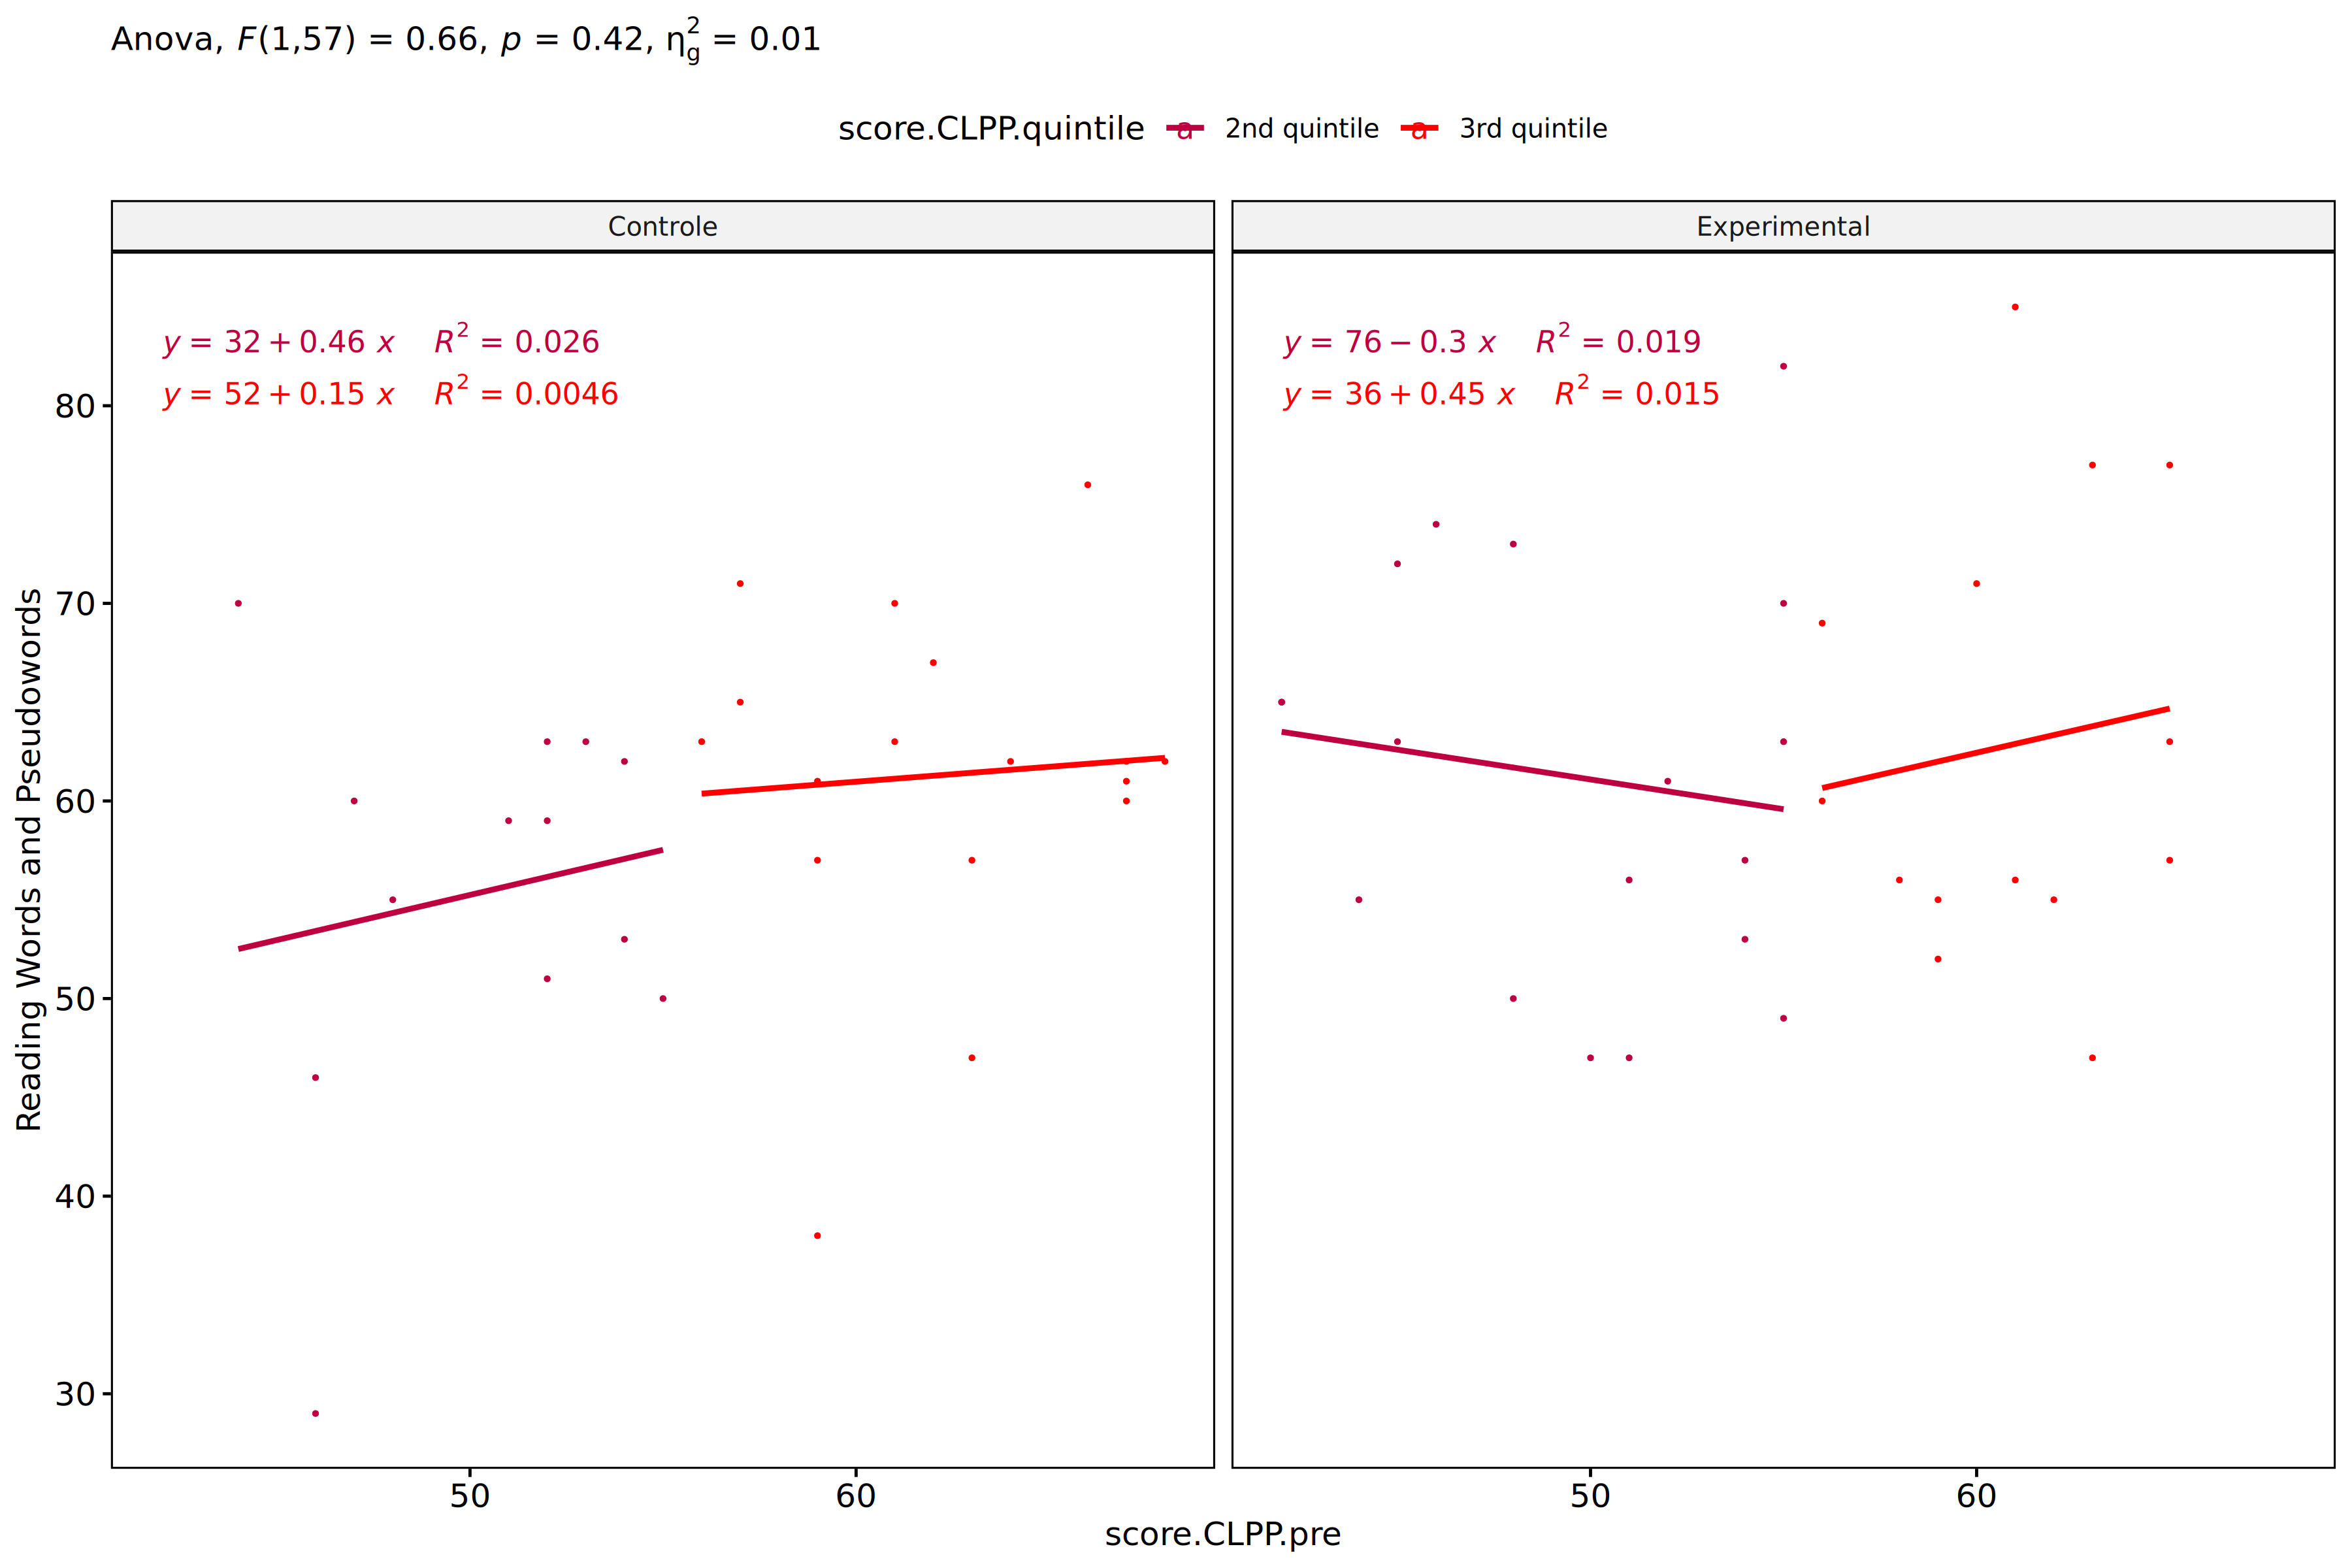 Anova, F(1,57) = 0.66, p = 0.42, η²g = 0.01
score.CLPP.quintile a 2nd quintile a 3rd quintile
Controle
Experimental
y = 32 + 0.46 x R² = 0.026
y = 52 + 0.15 x R² = 0.0046
y = 76 − 0.3 x R² = 0.019
y = 36 + 0.45 x R² = 0.015
Reading Words and Pseudowords
80
70
60
50
40
30
50 60
50 60
score.CLPP.pre